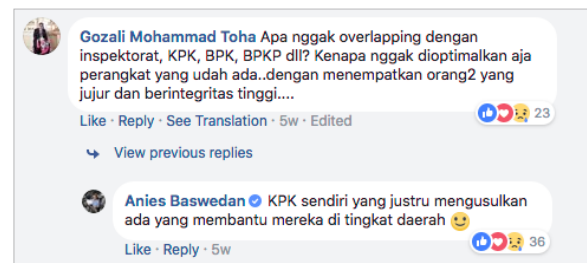 Gozali Mohammad Toha Apa nggak overlapping dengan
inspektorat, KPK, BPK, BPKP dll? Kenapa nggak dioptimalkan aja
perangkat yang udah ada..dengan menempatkan orang2 yang
jujur dan berintegritas tinggi....
Like · Reply · See Translation · 5w · Edited
23
View previous replies
Anies Baswedan KPK sendiri yang justru mengusulkan
ada yang membantu mereka di tingkat daerah 🙂
Like · Reply · 5w
36